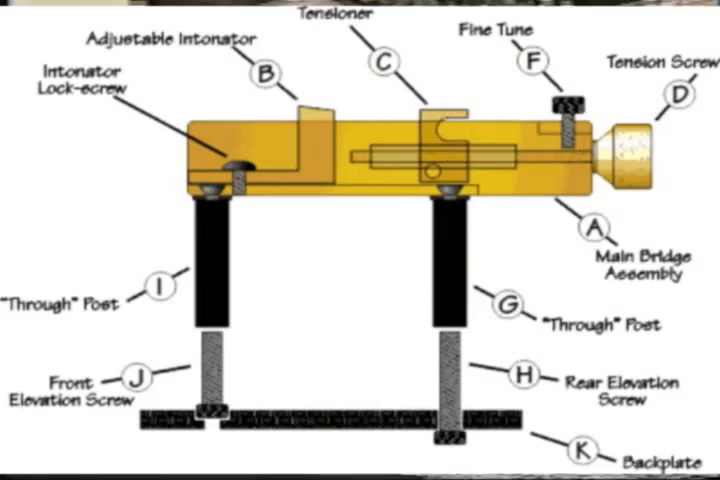 Tensioner
Adjustable Intonator
Fine Tune
C
F
Tension Screw
B
Intonator
Lock-screw
D
A
Main Bridge
Assembly
I
"Through" Post
G
"Through" Post
J
Front
Elevation Screw
H
Rear Elevation
Screw
K
Backplate